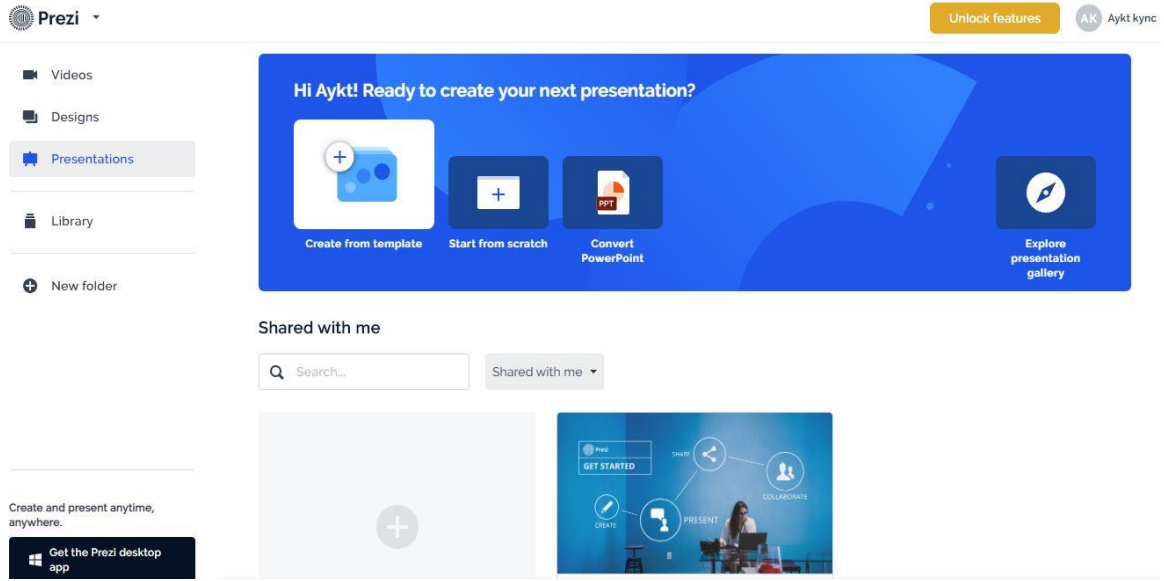 Prezi
Unlock features
AK
Aykt kync
Videos
Designs
Presentations
Library
New folder
Create and present anytime,
anywhere.
Get the Prezi desktop
app
Hi Aykt! Ready to create your next presentation?
Create from template
Start from scratch
PPT
Convert
PowerPoint
Explore
presentation
gallery
Shared with me
Search...
Shared with me
Prezi
GET STARTED
SHARE
COLLABORATE
CREATE
PRESENT